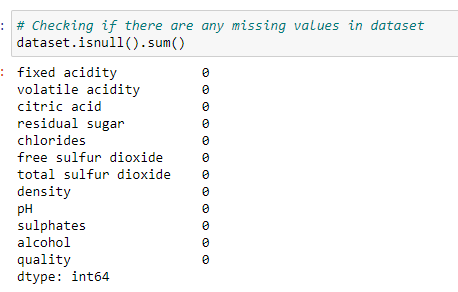 : # Checking if there are any missing values in dataset
dataset.isnull().sum()
: fixed acidity 0
volatile acidity 0
citric acid 0
residual sugar 0
chlorides 0
free sulfur dioxide 0
total sulfur dioxide 0
density 0
pH 0
sulphates 0
alcohol 0
quality 0
dtype: int64